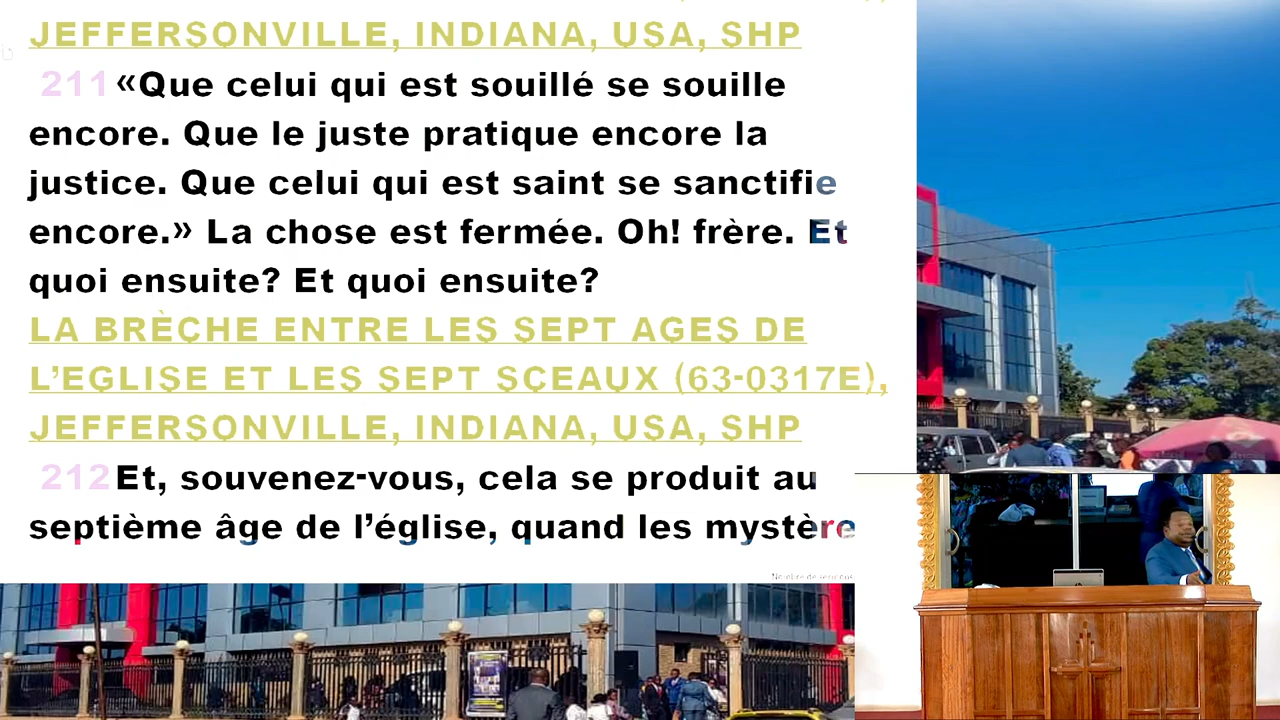 JEFFERSONVILLE, INDIANA, USA, SHP
211 «Que celui qui est souillé se souille
encore. Que le juste pratique encore la
justice. Que celui qui est saint se sanctifie
encore.» La chose est fermée. Oh! frère. Et
quoi ensuite? Et quoi ensuite?
LA BRÈCHE ENTRE LES SEPT AGES DE
L’EGLISE ET LES SEPT SCEAUX (63-0317E),
JEFFERSONVILLE, INDIANA, USA, SHP
212 Et, souvenez-vous, cela se produit au
septième âge de l’église, quand les mystère
Nombre de sermons